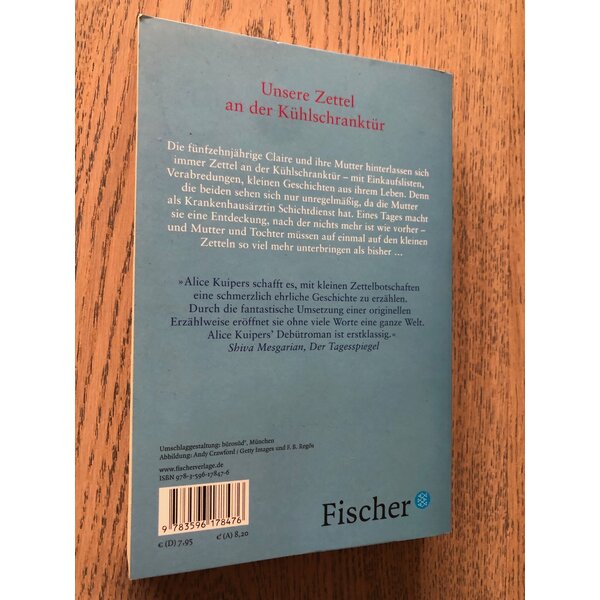 Unsere Zettel
an der Kühlschranktür
Die fünfzehnjährige Claire und ihre Mutter hinterlassen sich
immer Zettel an der Kühlschranktür – mit Einkaufslisten,
Verabredungen, kleinen Geschichten aus ihrem Leben. Denn
die beiden sehen sich nur unregelmäßig, da die Mutter
als Krankenhausärztin Schichtdienst hat. Eines Tages macht
sie eine Entdeckung, nach der nichts mehr ist wie vorher –
und Mutter und Tochter müssen auf einmal auf den kleinen
Zetteln so viel mehr unterbringen als bisher ...
»Alice Kuipers schafft es, mit kleinen Zettelbotschaften
eine schmerzlich ehrliche Geschichte zu erzählen.
Durch die fantastische Umsetzung einer originellen
Erzählweise eröffnet sie ohne viele Worte eine ganze Welt.
Alice Kuipers' Debütroman ist erstklassig.«
Shiva Mesgarian, Der Tagesspiegel
Umschlaggestaltung: bürosüd°, München
Abbildung: Andy Crawford / Getty Images und F. B. Regös
www.fischerverlage.de
ISBN 978-3-596-17847-6
9 783596 178476
€ (D) 7,95 € (A) 8,20
Fischer